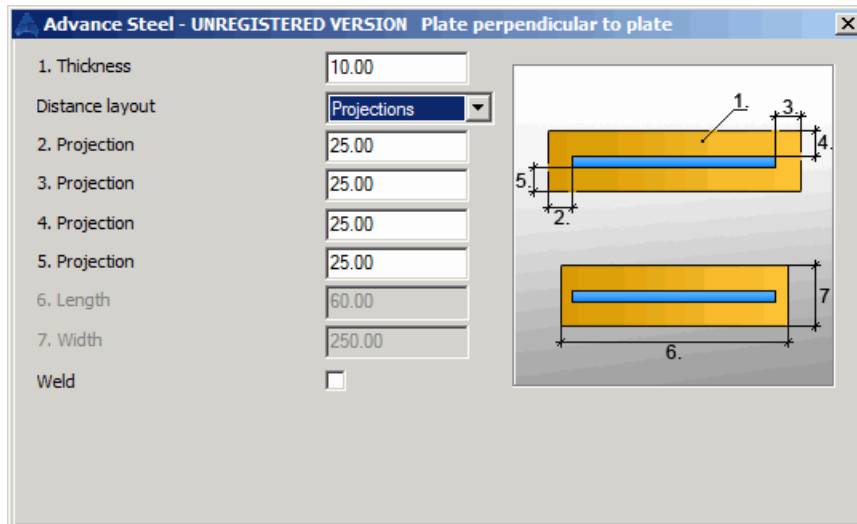 Advance Steel - UNREGISTERED VERSION Plate perpendicular to plate
1. Thickness 10.00
Distance layout Projections
2. Projection 25.00
3. Projection 25.00
4. Projection 25.00
5. Projection 25.00
6. Length 60.00
7. Width 250.00
Weld
1. 3.
4.
5.
2.
7
6.